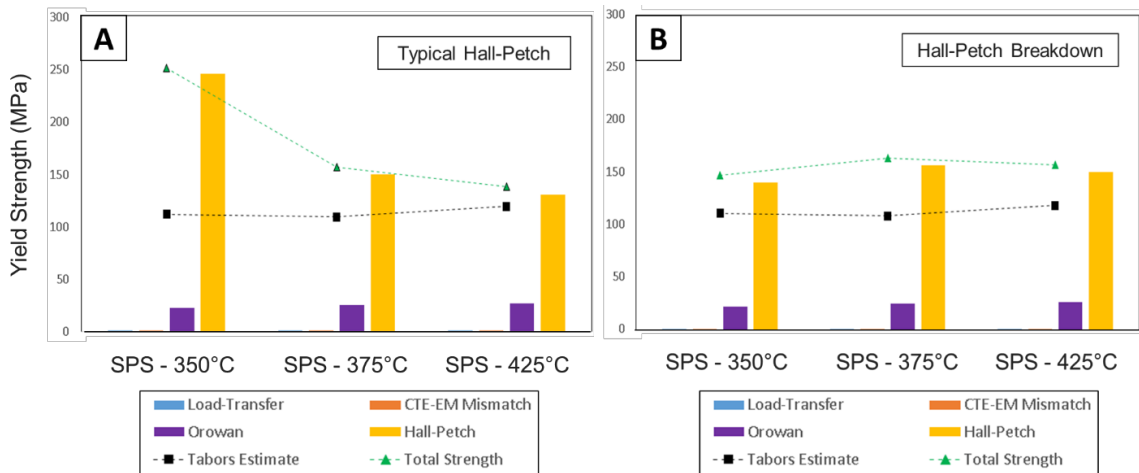 A
Typical Hall-Petch
Yield Strength (MPa)
300
250
200
150
100
50
0
SPS - 350°C
SPS - 375°C
SPS - 425°C
Load-Transfer
CTE-EM Mismatch
Orowan
Hall-Petch
Tabors Estimate
Total Strength
B
Hall-Petch Breakdown
300
250
200
150
100
50
0
SPS - 350°C
SPS - 375°C
SPS - 425°C
Load-Transfer
CTE-EM Mismatch
Orowan
Hall-Petch
Tabors Estimate
Total Strength